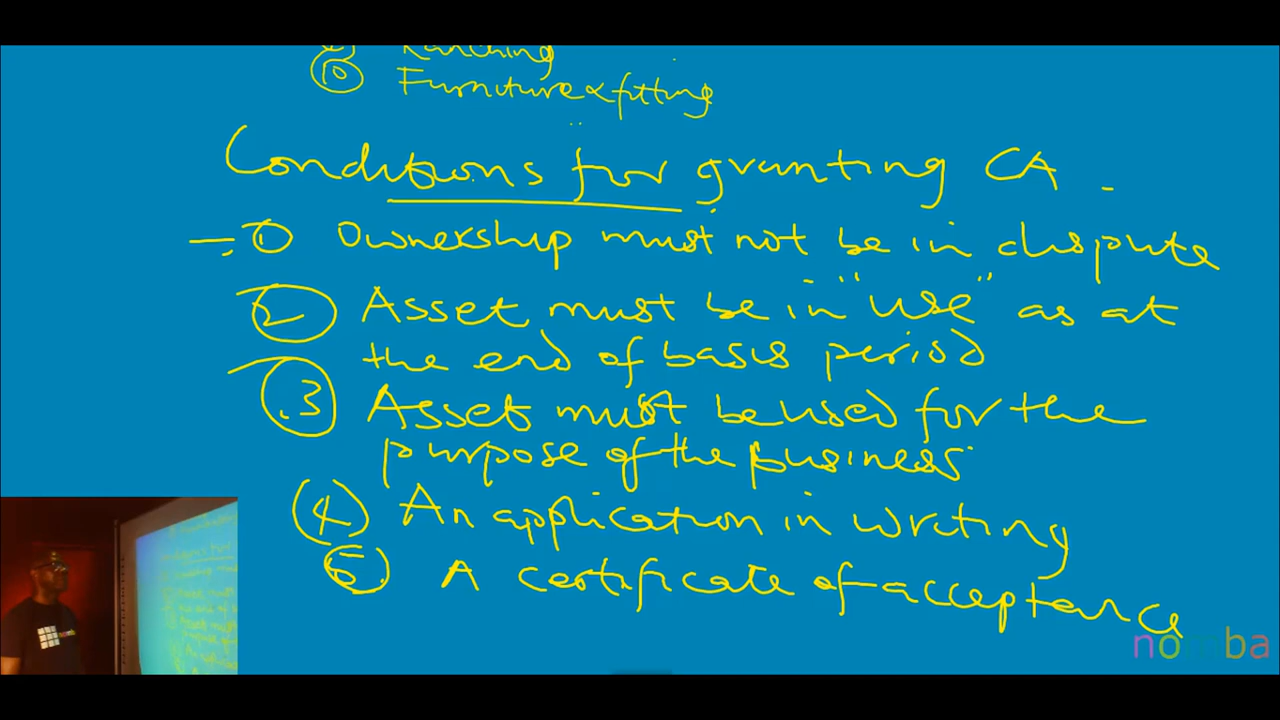 Ranching
⑩ Furniture & fitting
Conditions for granting CA -
① Ownership must not be in dispute
② Asset must be in "use" as at
the end of basis period
③ Assets must be used for the
purpose of the business
(4) An application in writing
⑤ A certificate of acceptance
nomba